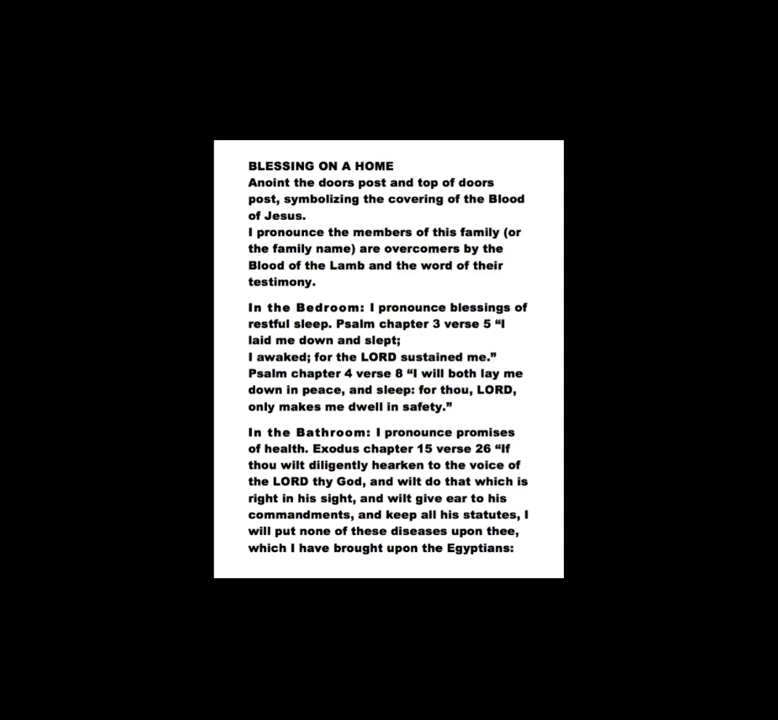 BLESSING ON A HOME
Anoint the doors post and top of doors
post, symbolizing the covering of the Blood
of Jesus.
I pronounce the members of this family (or
the family name) are overcomers by the
Blood of the Lamb and the word of their
testimony.
In the Bedroom: I pronounce blessings of
restful sleep. Psalm chapter 3 verse 5 “I
laid me down and slept;
I awaked; for the LORD sustained me.”
Psalm chapter 4 verse 8 “I will both lay me
down in peace, and sleep: for thou, LORD,
only makes me dwell in safety.”
In the Bathroom: I pronounce promises
of health. Exodus chapter 15 verse 26 “If
thou wilt diligently hearken to the voice of
the LORD thy God, and wilt do that which is
right in his sight, and wilt give ear to his
commandments, and keep all his statutes, I
will put none of these diseases upon thee,
which I have brought upon the Egyptians: